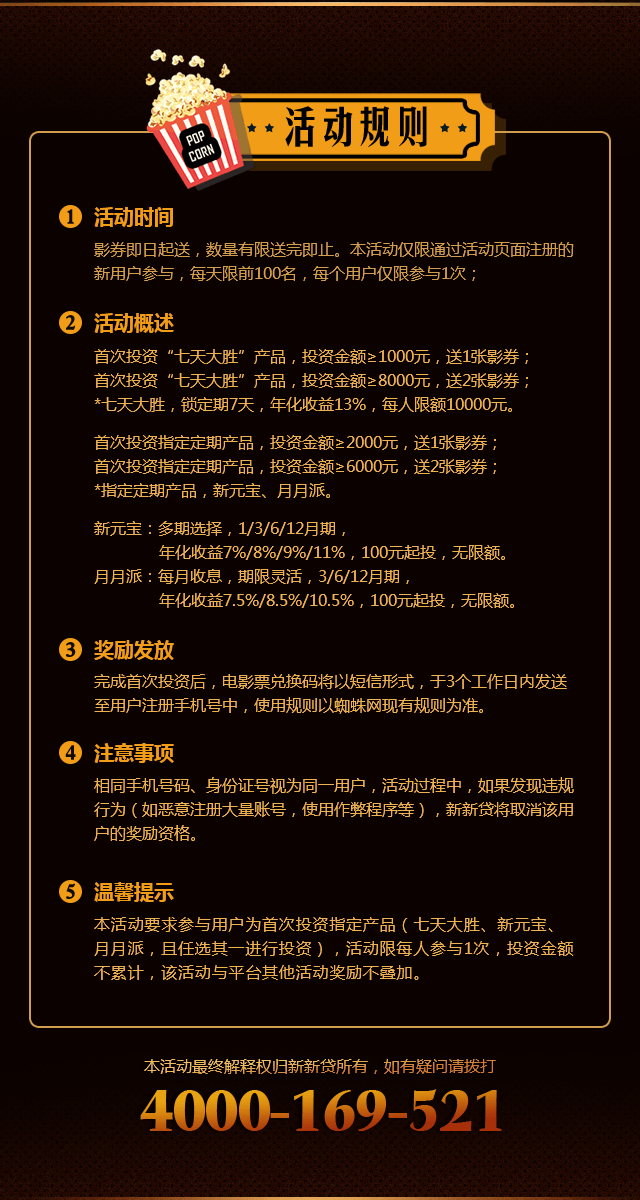 POP
CORN
活动规则
1 活动时间
影券即日起送，数量有限送完即止。本活动仅限通过活动页面注册的
新用户参与，每天限前100名，每个用户仅限参与1次；
2 活动概述
首次投资“七天大胜”产品，投资金额≥1000元，送1张影券；
首次投资“七天大胜”产品，投资金额≥8000元，送2张影券；
*七天大胜，锁定期7天，年化收益13%，每人限额10000元。
首次投资指定定期产品，投资金额≥2000元，送1张影券；
首次投资指定定期产品，投资金额≥6000元，送2张影券；
*指定定期产品，新元宝、月月派。
新元宝：多期选择，1/3/6/12月期，
年化收益7%/8%/9%/11%，100元起投，无限额。
月月派：每月收息，期限灵活，3/6/12月期，
年化收益7.5%/8.5%/10.5%，100元起投，无限额。
3 奖励发放
完成首次投资后，电影票兑换码将以短信形式，于3个工作日内发送
至用户注册手机号中，使用规则以蜘蛛网现有规则为准。
4 注意事项
相同手机号码、身份证号视为同一用户，活动过程中，如果发现违规
行为（如恶意注册大量账号，使用作弊程序等），新新贷将取消该用
户的奖励资格。
5 温馨提示
本活动要求参与用户为首次投资指定产品（七天大胜、新元宝、
月月派，且任选其一进行投资），活动限每人参与1次，投资金额
不累计，该活动与平台其他活动奖励不叠加。
本活动最终解释权归新新贷所有，如有疑问请拨打
4000-169-521